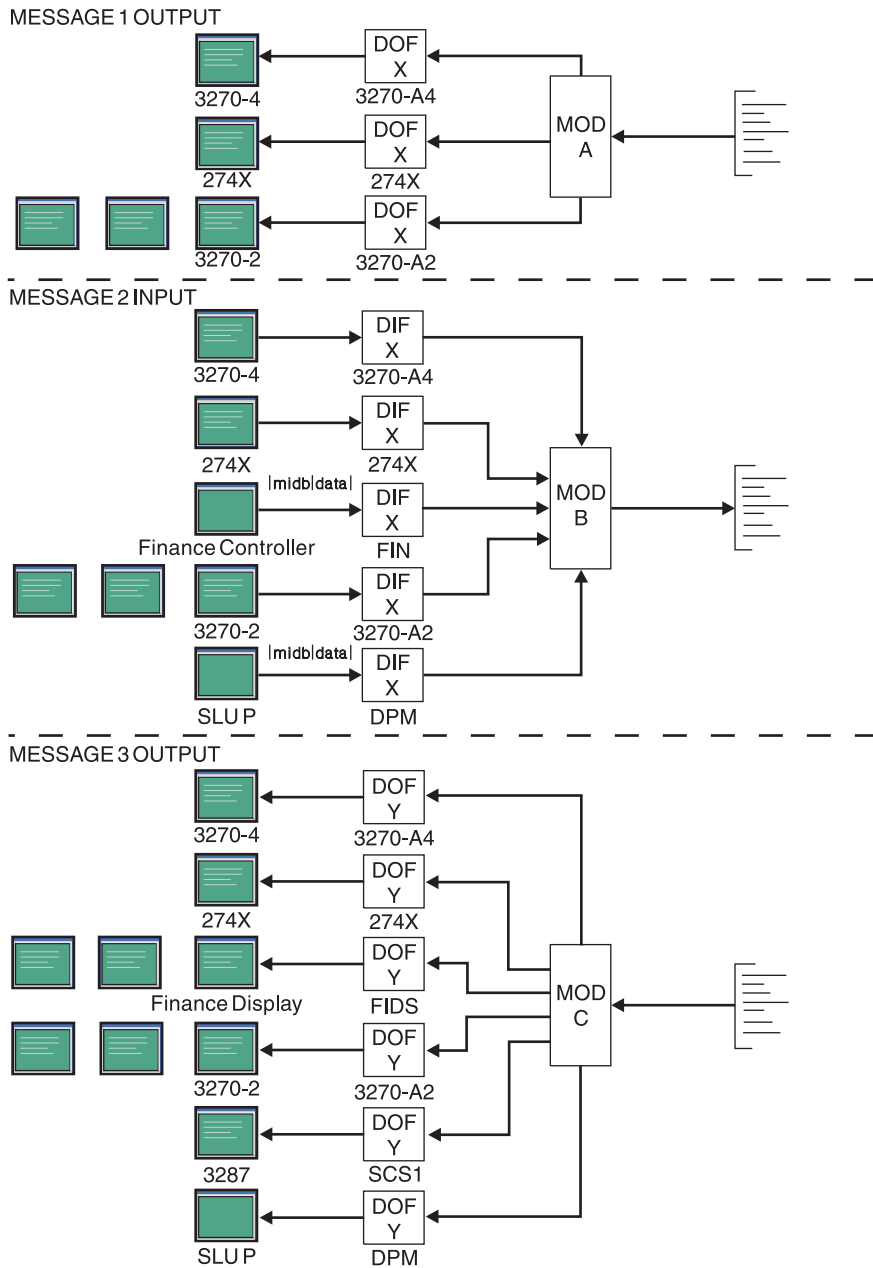 MESSAGE 1 OUTPUT
DOF
X
3270-4
3270-A4
MOD
A
DOF
X
274X
274X
DOF
X
3270-2
3270-A2
MESSAGE 2 INPUT
DIF
X
3270-4
3270-A4
DIF
X
274X
274X
|midb|data|
DIF
X
MOD
B
Finance Controller
FIN
DIF
X
3270-2
3270-A2
|midb|data|
DIF
X
SLU P
DPM
MESSAGE 3 OUTPUT
DOF
Y
3270-4
3270-A4
DOF
Y
274X
274X
DOF
Y
Finance Display
FIDS
MOD
C
DOF
Y
3270-2
3270-A2
DOF
Y
3287
SCS1
DOF
Y
SLU P
DPM